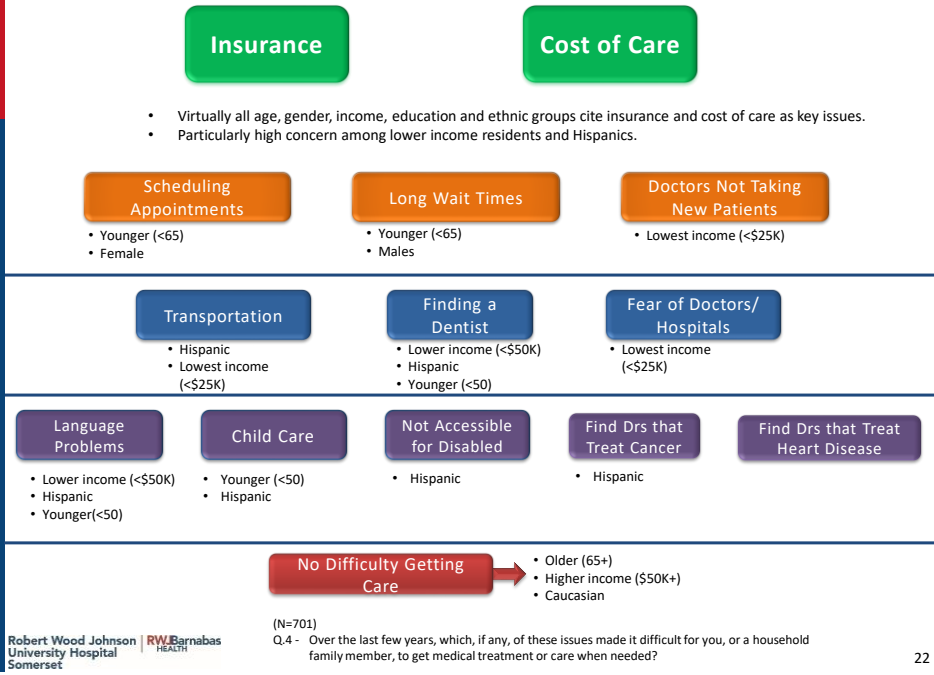 Insurance
Cost of Care
• Virtually all age, gender, income, education and ethnic groups cite insurance and cost of care as key issues.
• Particularly high concern among lower income residents and Hispanics.
Scheduling
Appointments
• Younger (<65)
• Female
Long Wait Times
• Younger (<65)
• Males
Doctors Not Taking
New Patients
• Lowest income (<$25K)
Transportation
• Hispanic
• Lowest income
(<$25K)
Finding a
Dentist
• Lower income (<$50K)
• Hispanic
• Younger (<50)
Fear of Doctors/
Hospitals
• Lowest income
(<$25K)
Language
Problems
• Lower income (<$50K)
• Hispanic
• Younger(<50)
Child Care
• Younger (<50)
• Hispanic
Not Accessible
for Disabled
• Hispanic
Find Drs that
Treat Cancer
• Hispanic
Find Drs that Treat
Heart Disease
No Difficulty Getting
Care
• Older (65+)
• Higher income ($50K+)
• Caucasian
(N=701)
Q.4 - Over the last few years, which, if any, of these issues made it difficult for you, or a household
family member, to get medical treatment or care when needed?
Robert Wood Johnson
University Hospital
Somerset
RWJBarnabas
HEALTH
22